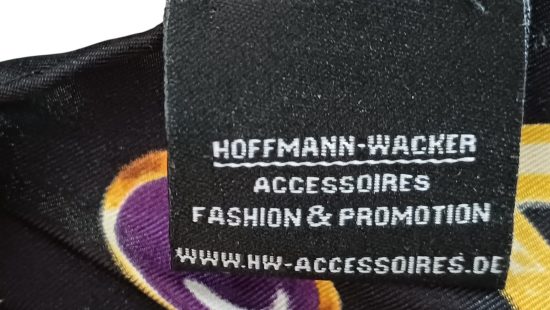 HOFFMANN-WACKER
ACCESSOIRES
FASHION & PROMOTION
WWW.HW-ACCESSOIRES.DE